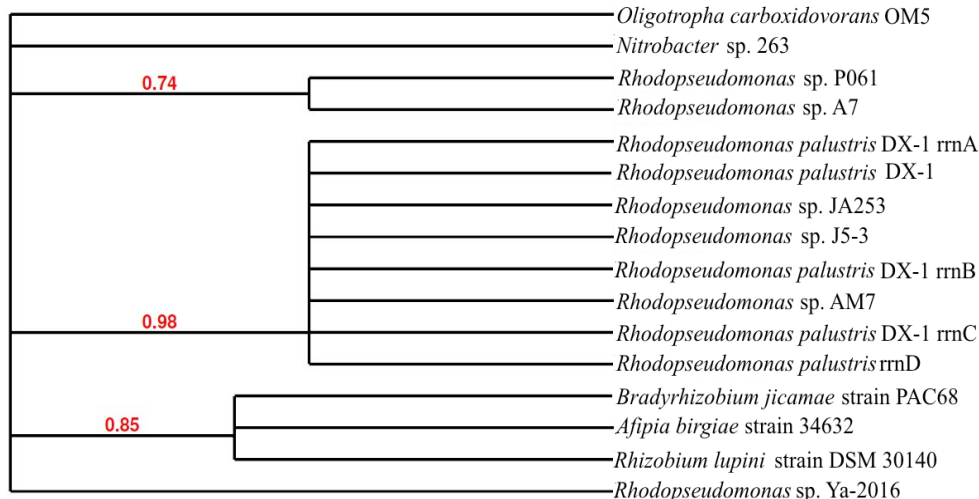 Oligotropha carboxidovorans OM5
Nitrobacter sp. 263
0.74
Rhodopseudomonas sp. P061
Rhodopseudomonas sp. A7
Rhodopseudomonas palustris DX-1 rrnA
Rhodopseudomonas palustris DX-1
Rhodopseudomonas sp. JA253
Rhodopseudomonas sp. J5-3
Rhodopseudomonas palustris DX-1 rrnB
Rhodopseudomonas sp. AM7
0.98
Rhodopseudomonas palustris DX-1 rrnC
Rhodopseudomonas palustris rrnD
Bradyrhizobium jicamae strain PAC68
0.85
Afipia birgiae strain 34632
Rhizobium lupini strain DSM 30140
Rhodopseudomonas sp. Ya-2016